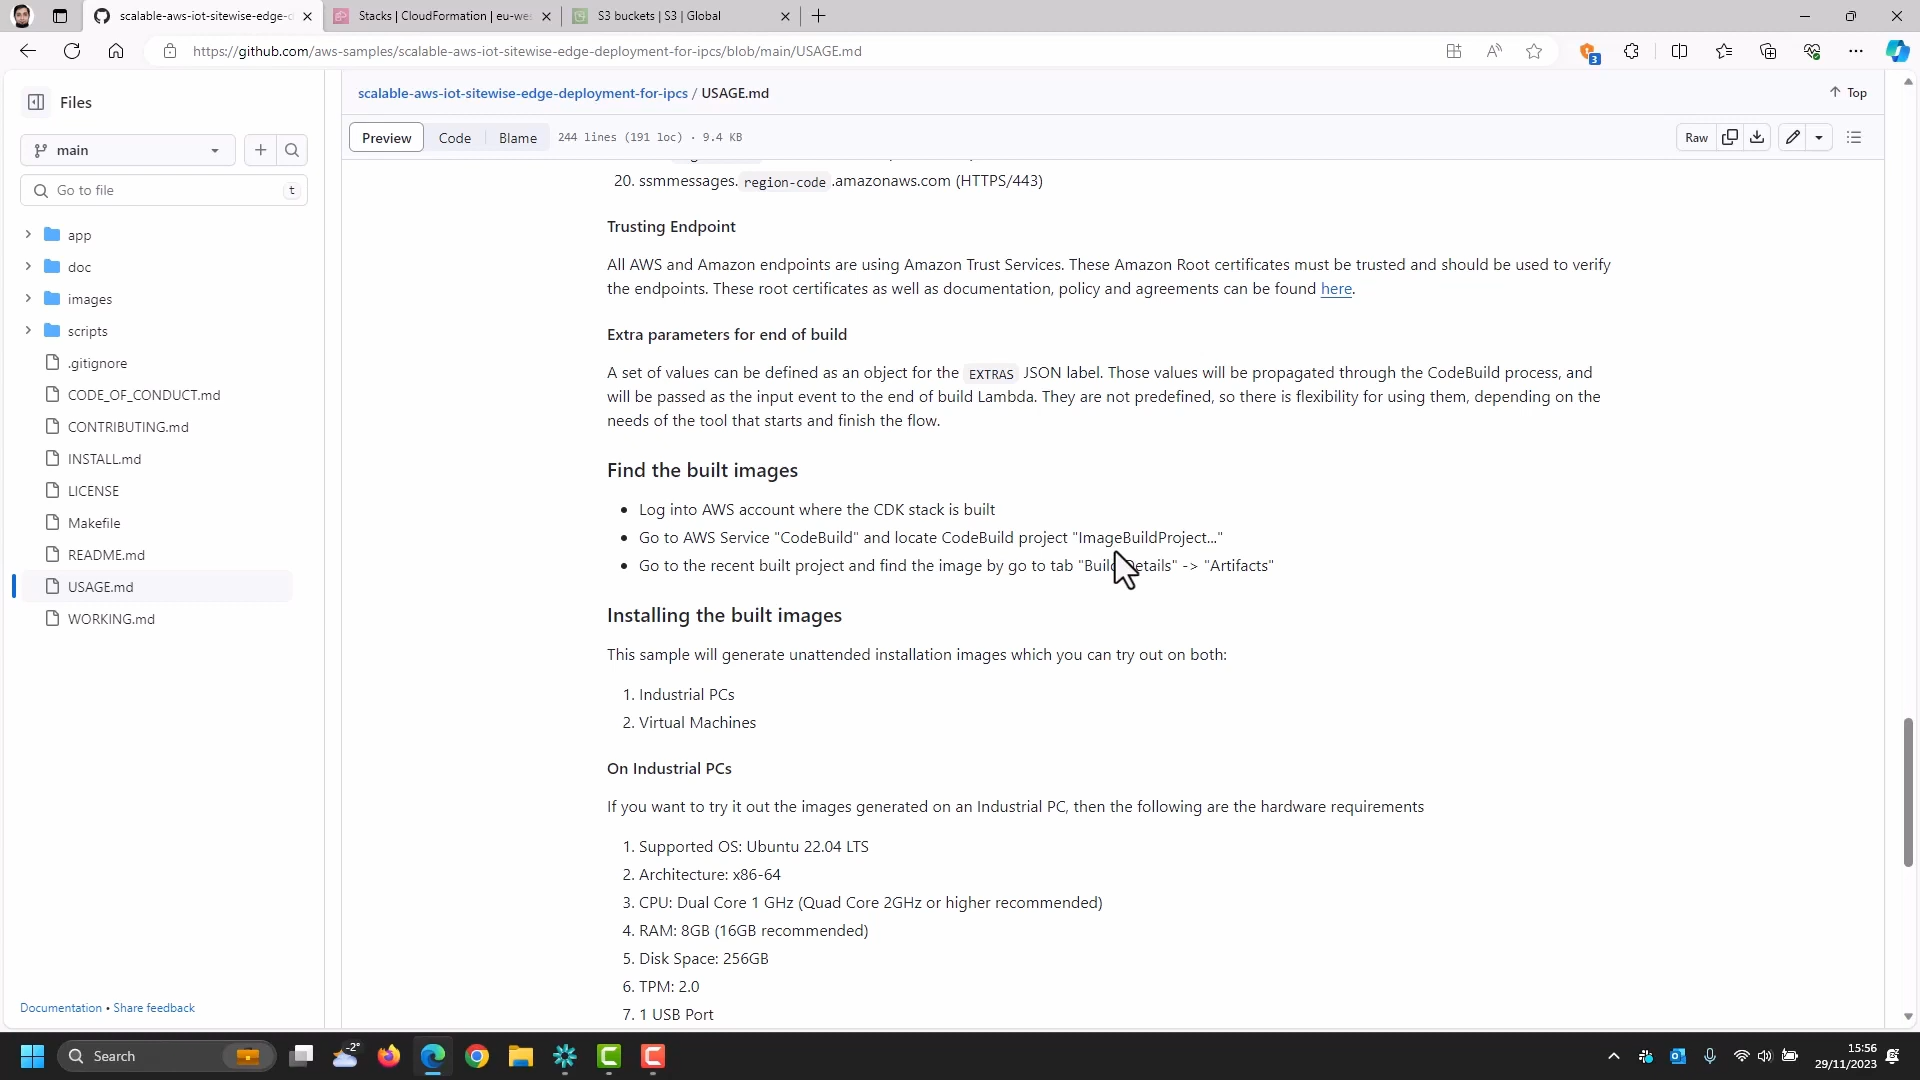 scalable-aws-iot-sitewise-edge-d
Stacks | CloudFormation | eu-wes
S3 buckets | S3 | Global
https://github.com/aws-samples/scalable-aws-iot-sitewise-edge-deployment-for-ipcs/blob/main/USAGE.md
3
Files
scalable-aws-iot-sitewise-edge-deployment-for-ipcs / USAGE.md
Top
main
Preview
Code
Blame
244 lines (191 loc) · 9.4 KB
Raw
Go to file
t
app
doc
images
scripts
.gitignore
CODE_OF_CONDUCT.md
CONTRIBUTING.md
INSTALL.md
LICENSE
Makefile
README.md
USAGE.md
WORKING.md
Documentation • Share feedback
20. ssmmessages. region-code .amazonaws.com (HTTPS/443)
Trusting Endpoint
All AWS and Amazon endpoints are using Amazon Trust Services. These Amazon Root certificates must be trusted and should be used to verify
the endpoints. These root certificates as well as documentation, policy and agreements can be found here.
Extra parameters for end of build
A set of values can be defined as an object for the EXTRAS JSON label. Those values will be propagated through the CodeBuild process, and
will be passed as the input event to the end of build Lambda. They are not predefined, so there is flexibility for using them, depending on the
needs of the tool that starts and finish the flow.
Find the built images
• Log into AWS account where the CDK stack is built
• Go to AWS Service "CodeBuild" and locate CodeBuild project "ImageBuildProject..."
• Go to the recent built project and find the image by go to tab "Build Details" -> "Artifacts"
Installing the built images
This sample will generate unattended installation images which you can try out on both:
1. Industrial PCs
2. Virtual Machines
On Industrial PCs
If you want to try it out the images generated on an Industrial PC, then the following are the hardware requirements
1. Supported OS: Ubuntu 22.04 LTS
2. Architecture: x86-64
3. CPU: Dual Core 1 GHz (Quad Core 2GHz or higher recommended)
4. RAM: 8GB (16GB recommended)
5. Disk Space: 256GB
6. TPM: 2.0
7. 1 USB Port
Search
-2°
15:56
29/11/2023